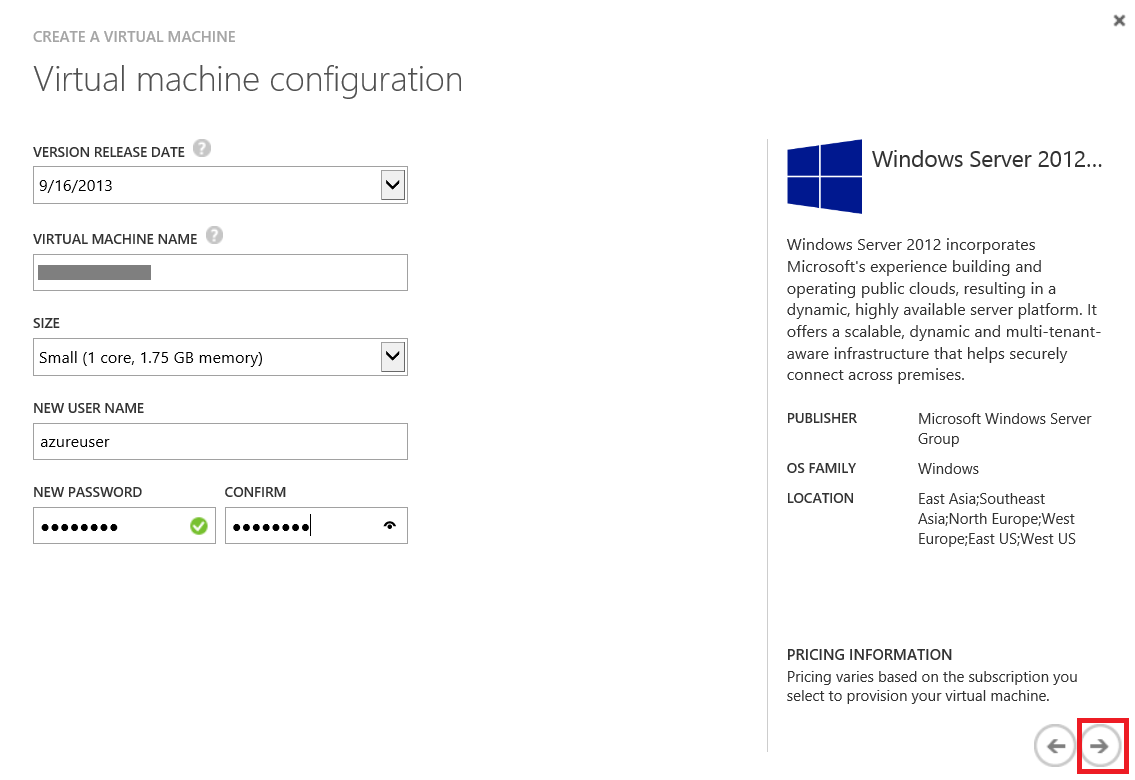 CREATE A VIRTUAL MACHINE
Virtual machine configuration
VERSION RELEASE DATE ?
9/16/2013
VIRTUAL MACHINE NAME ?
SIZE
Small (1 core, 1.75 GB memory)
NEW USER NAME
azureuser
NEW PASSWORD CONFIRM
●●●●●●●● ●●●●●●●●
Windows Server 2012...
Windows Server 2012 incorporates
Microsoft's experience building and
operating public clouds, resulting in a
dynamic, highly available server platform. It
offers a scalable, dynamic and multi-tenant-
aware infrastructure that helps securely
connect across premises.
PUBLISHER Microsoft Windows Server
Group
OS FAMILY Windows
LOCATION East Asia;Southeast
Asia;North Europe;West
Europe;East US;West US
PRICING INFORMATION
Pricing varies based on the subscription you
select to provision your virtual machine.